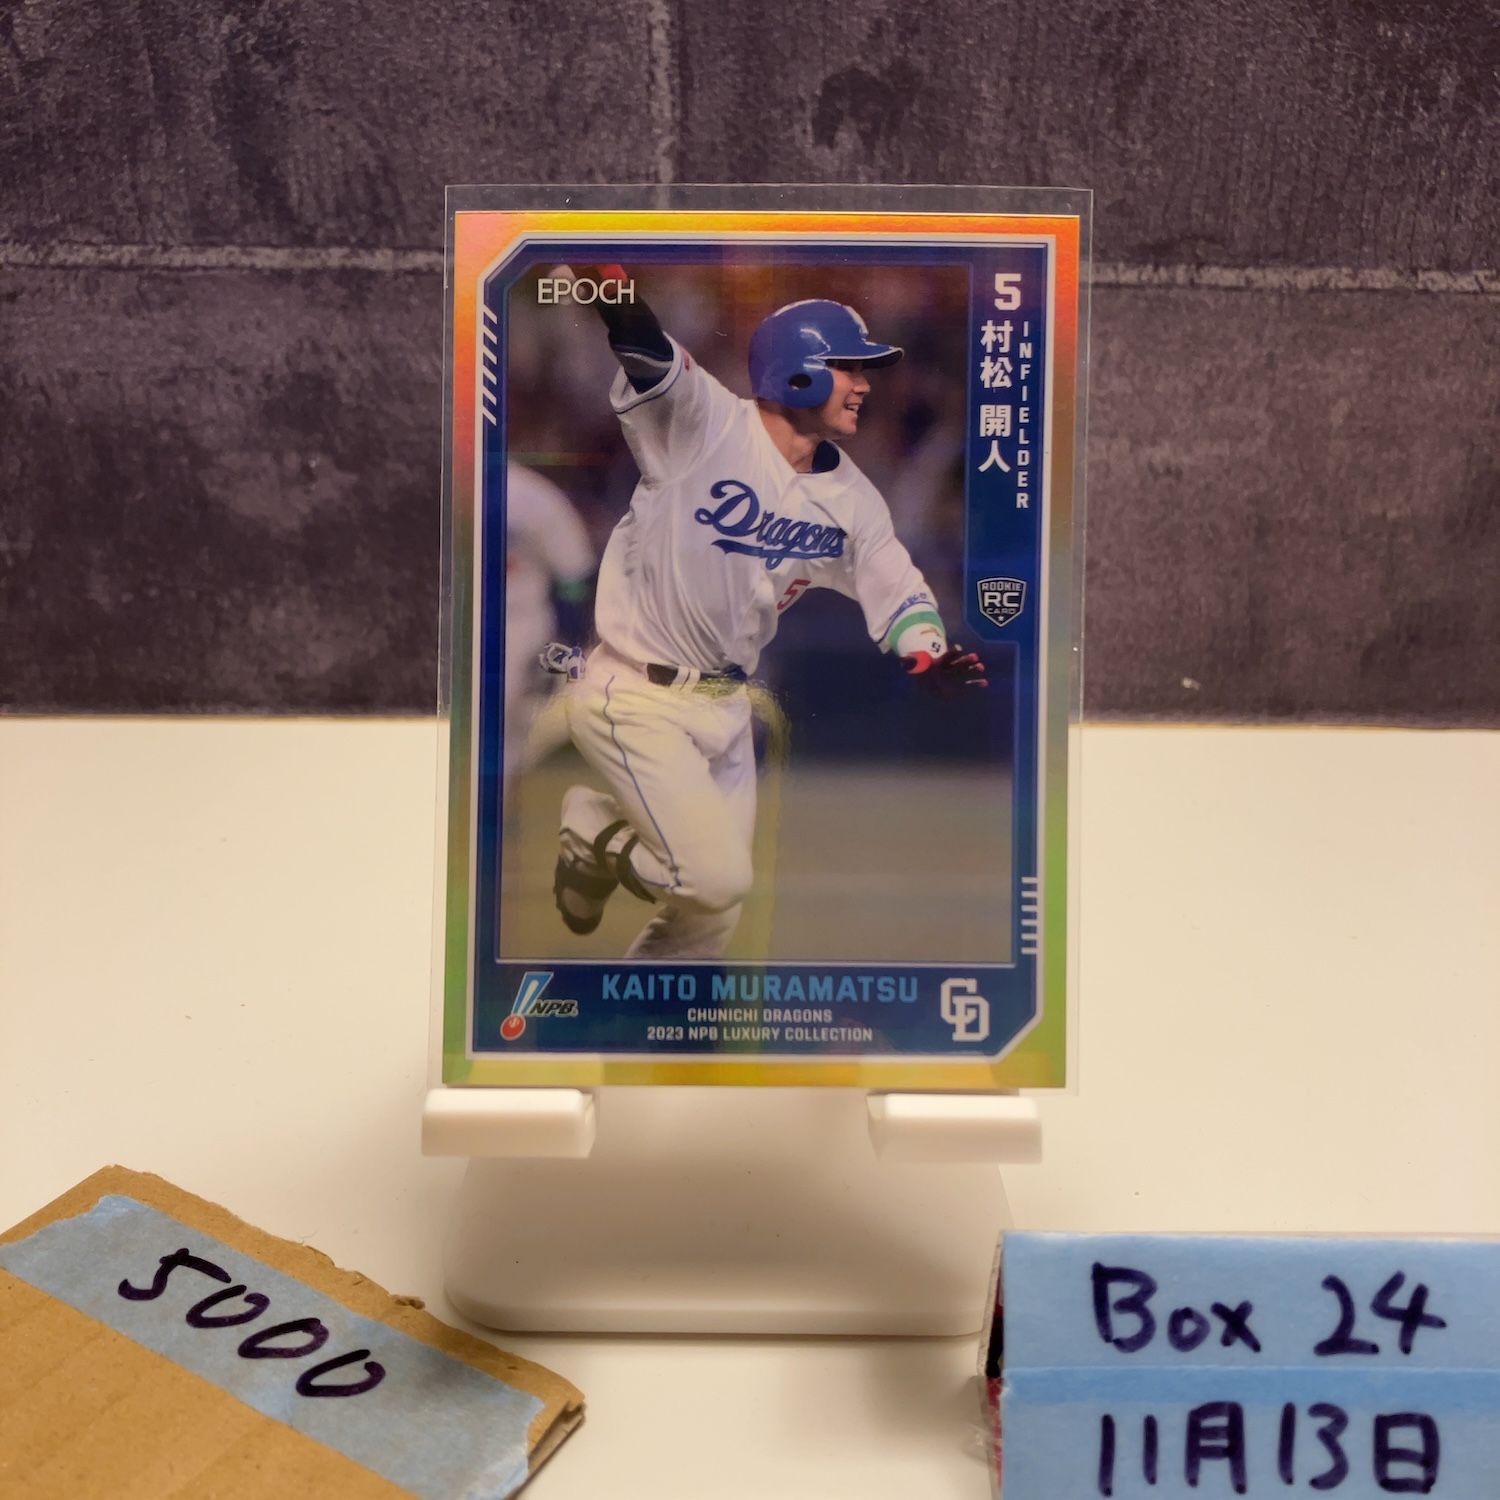 EPOCH
5
村松 開人
INFIELDER
Dragons
5
ROOKIE
RC
CARD
NPB
KAITO MURAMATSU
CD
CHUNICHI DRAGONS
2023 NPB LUXURY COLLECTION
5000
Box 24
11月13日